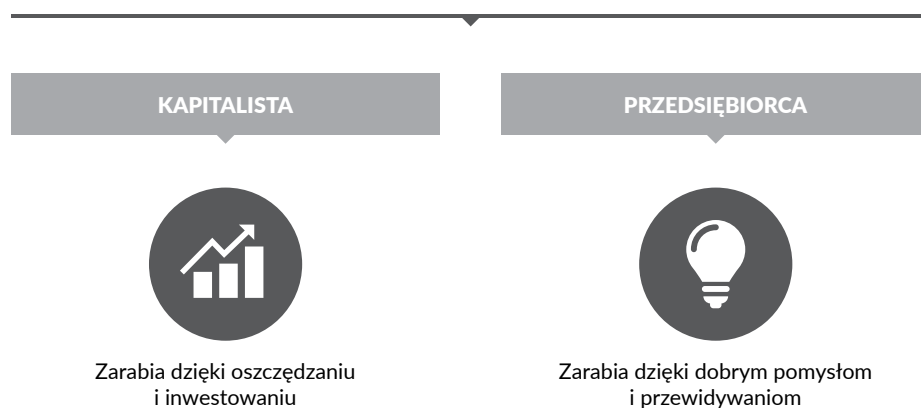 KAPITALISTA
Zarabia dzięki oszczędzaniu
i inwestowaniu
PRZEDSIĘBIORCA
Zarabia dzięki dobrym pomysłom
i przewidywaniom